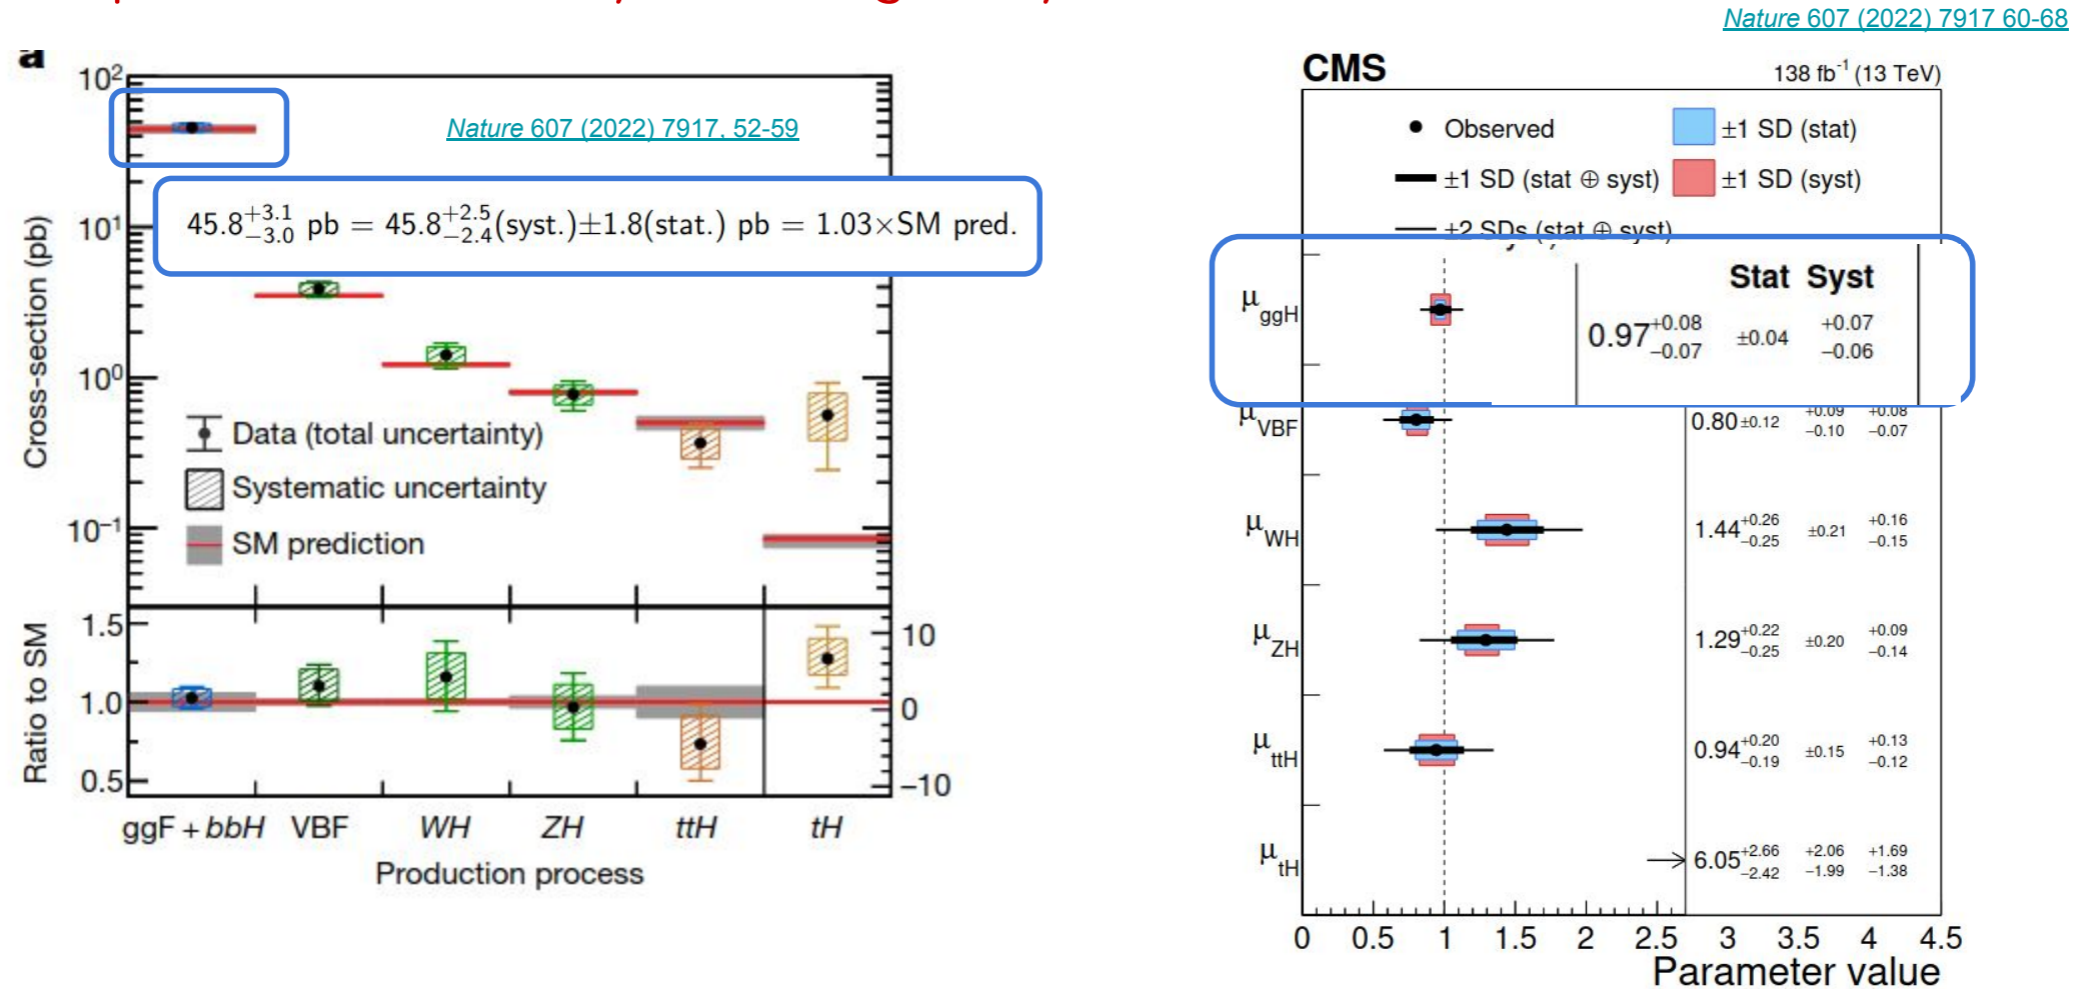 Nature 607 (2022) 7917 60-68
a
10²
Nature 607 (2022) 7917, 52-59
45.8 +3.1 −3.0 pb = 45.8 +2.5 −2.4 (syst.)±1.8(stat.) pb = 1.03×SM pred.
10¹
10⁰
10⁻¹
Cross-section (pb)
Data (total uncertainty)
Systematic uncertainty
SM prediction
Ratio to SM
1.5
1.0
0.5
10
0
−10
ggF + bbH VBF WH ZH ttH tH
Production process
CMS
138 fb⁻¹ (13 TeV)
Observed ±1 SD (stat)
±1 SD (stat ⊕ syst) ±1 SD (syst)
±2 SDs (stat ⊕ syst)
Stat Syst
μggH 0.97 +0.08 −0.07 ±0.04 +0.07 −0.06
μVBF 0.80 ±0.12 +0.09 −0.10 +0.08 −0.07
μWH 1.44 +0.26 −0.25 ±0.21 +0.16 −0.15
μZH 1.29 +0.22 −0.25 ±0.20 +0.09 −0.14
μttH 0.94 +0.20 −0.19 ±0.15 +0.13 −0.12
μtH 6.05 +2.66 −2.42 +2.06 −1.99 +1.69 −1.38
0 0.5 1 1.5 2 2.5 3 3.5 4 4.5
Parameter value